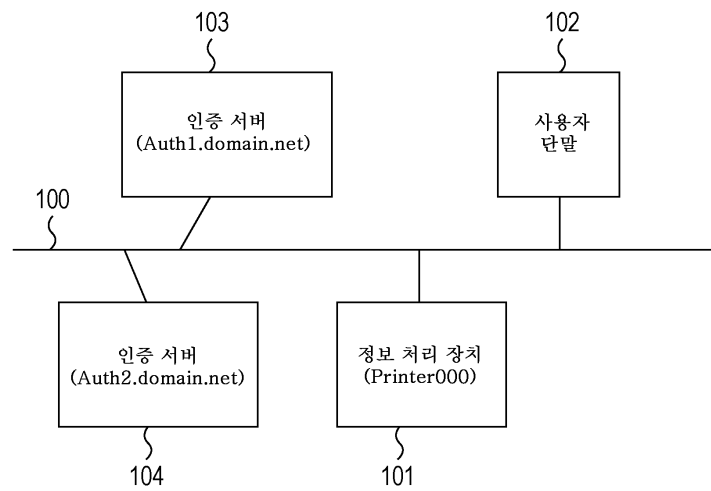 103
102
인증 서버
(Auth1.domain.net)
사용자
단말
100
인증 서버
(Auth2.domain.net)
정보 처리 장치
(Printer000)
104
101